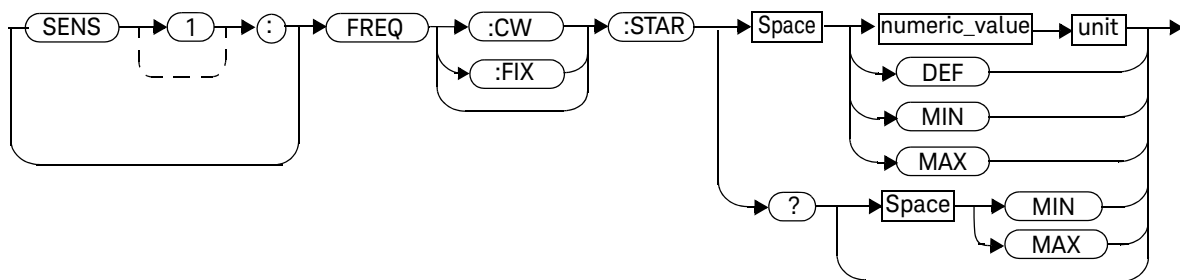 SENS 1 : FREQ :CW :STAR Space numeric_value unit
:FIX DEF
MIN
MAX
? Space MIN
MAX